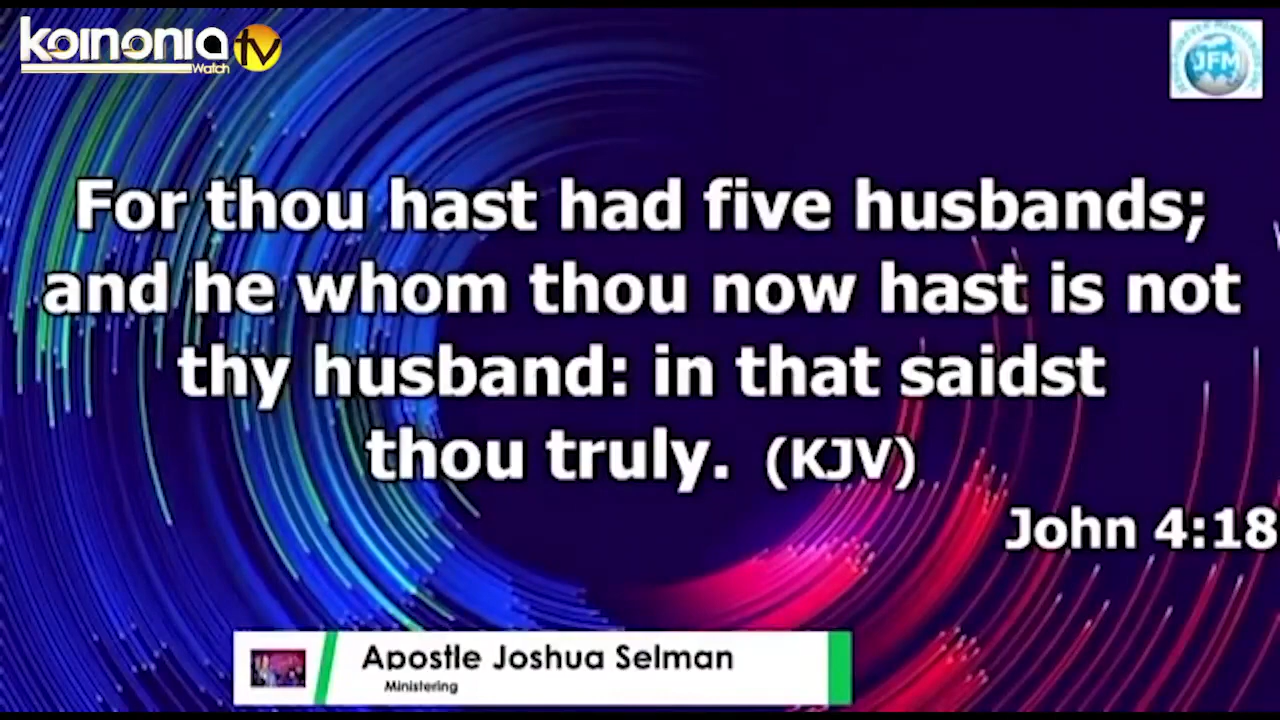 koinonia tv
Watch
JFM
For thou hast had five husbands;
and he whom thou now hast is not
thy husband: in that saidst
thou truly. (KJV)
John 4:18
Apostle Joshua Selman
Ministering